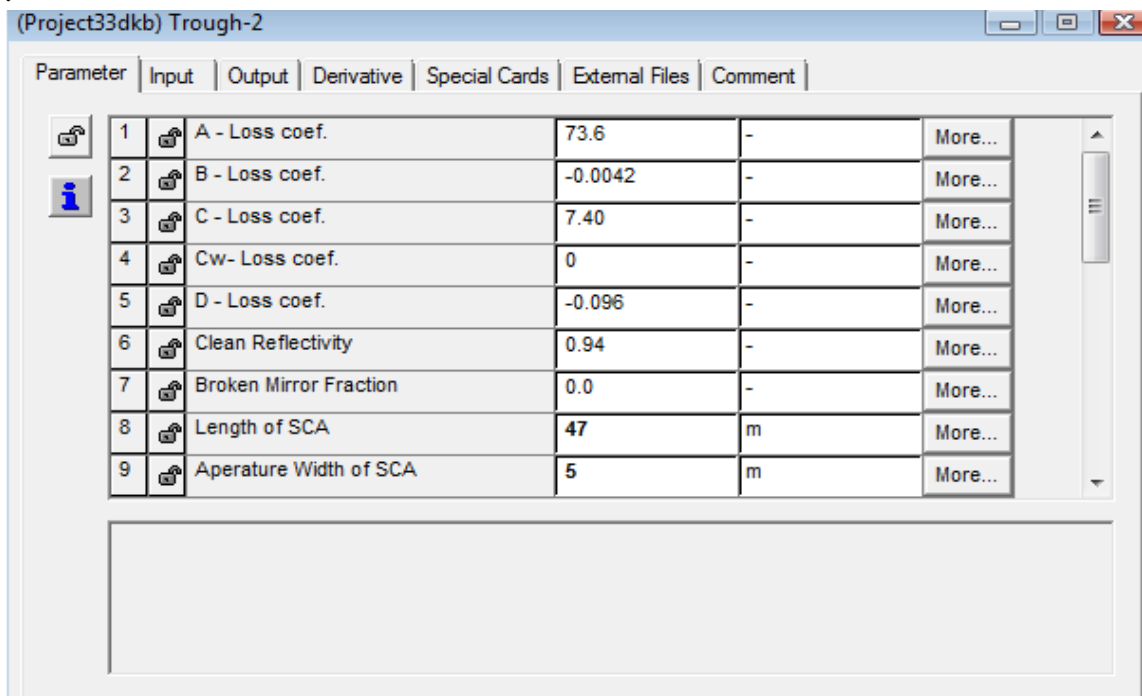 (Project33dkb) Trough-2
Parameter Input Output Derivative Special Cards External Files Comment
1 A - Loss coef. 73.6 - More...
2 B - Loss coef. -0.0042 - More...
3 C - Loss coef. 7.40 - More...
4 Cw- Loss coef. 0 - More...
5 D - Loss coef. -0.096 - More...
6 Clean Reflectivity 0.94 - More...
7 Broken Mirror Fraction 0.0 - More...
8 Length of SCA 47 m More...
9 Aperature Width of SCA 5 m More...